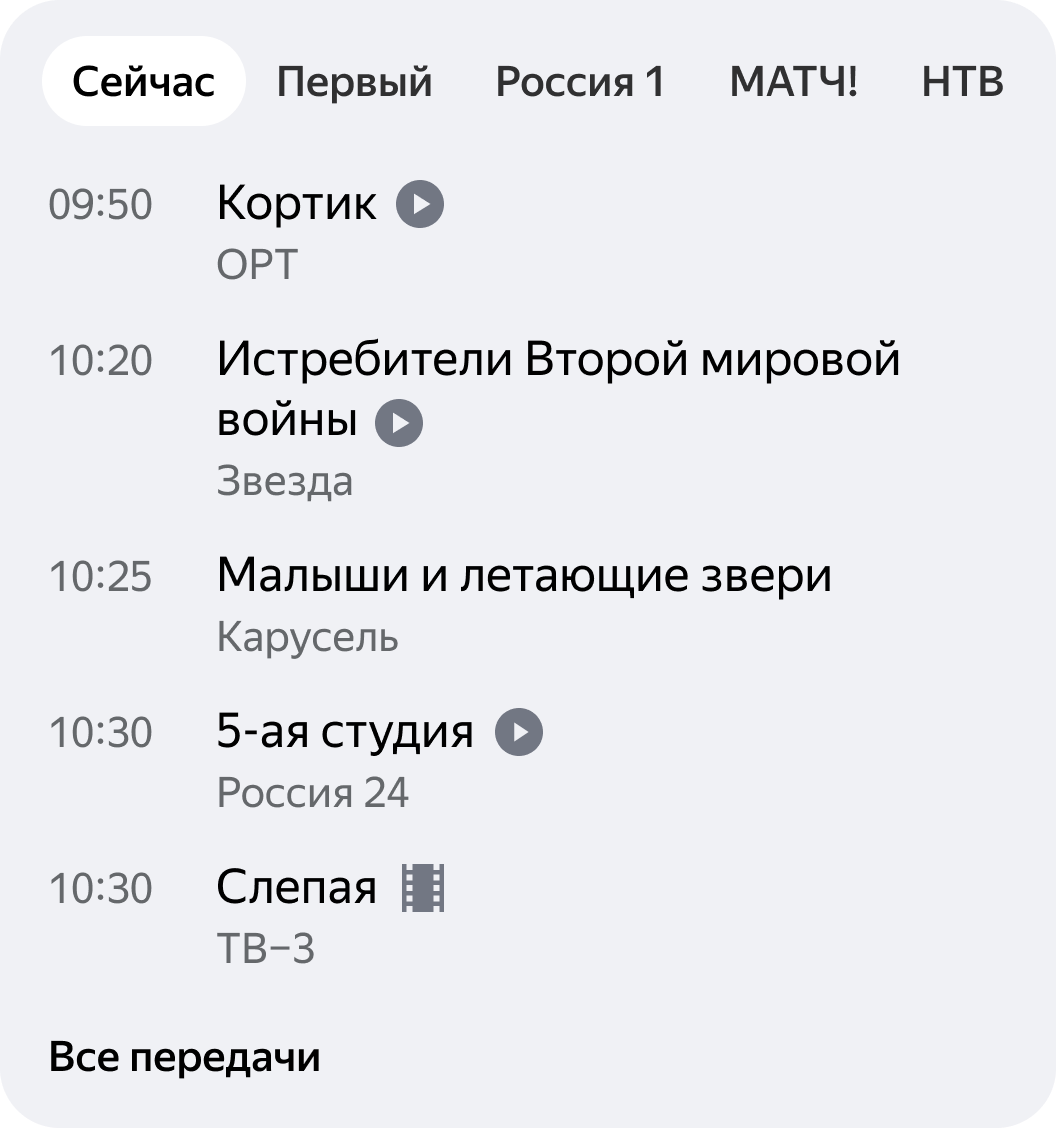 Сейчас Первый Россия 1 МАТЧ! НТВ
09:50 Кортик
ОРТ
10:20 Истребители Второй мировой
войны
Звезда
10:25 Малыши и летающие звери
Карусель
10:30 5-ая студия
Россия 24
10:30 Слепая
ТВ–3
Все передачи